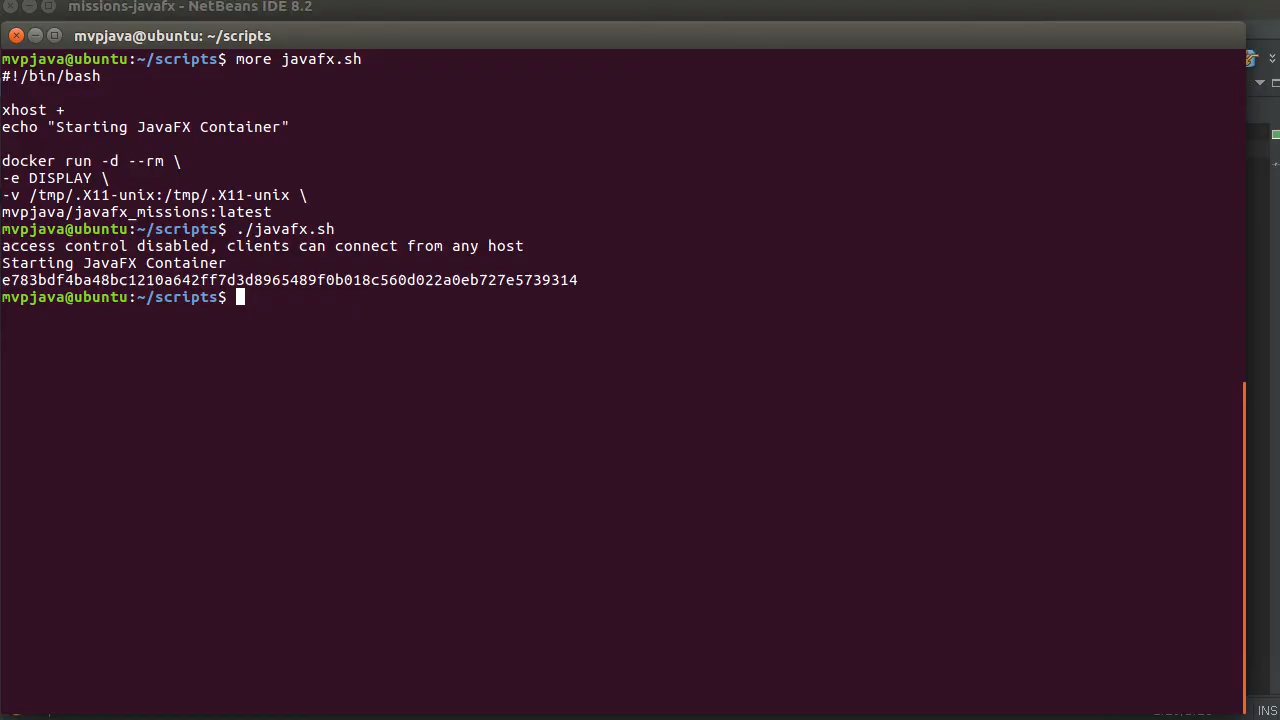 missions-javafx - NetBeans IDE 8.2
mvpjava@ubuntu: ~/scripts
mvpjava@ubuntu:~/scripts$ more javafx.sh
#!/bin/bash
xhost +
echo "Starting JavaFX Container"
docker run -d --rm \
-e DISPLAY \
-v /tmp/.X11-unix:/tmp/.X11-unix \
mvpjava/javafx_missions:latest
mvpjava@ubuntu:~/scripts$ ./javafx.sh
access control disabled, clients can connect from any host
Starting JavaFX Container
e783bdf4ba48bc1210a642ff7d3d8965489f0b018c560d022a0eb727e5739314
mvpjava@ubuntu:~/scripts$
INS